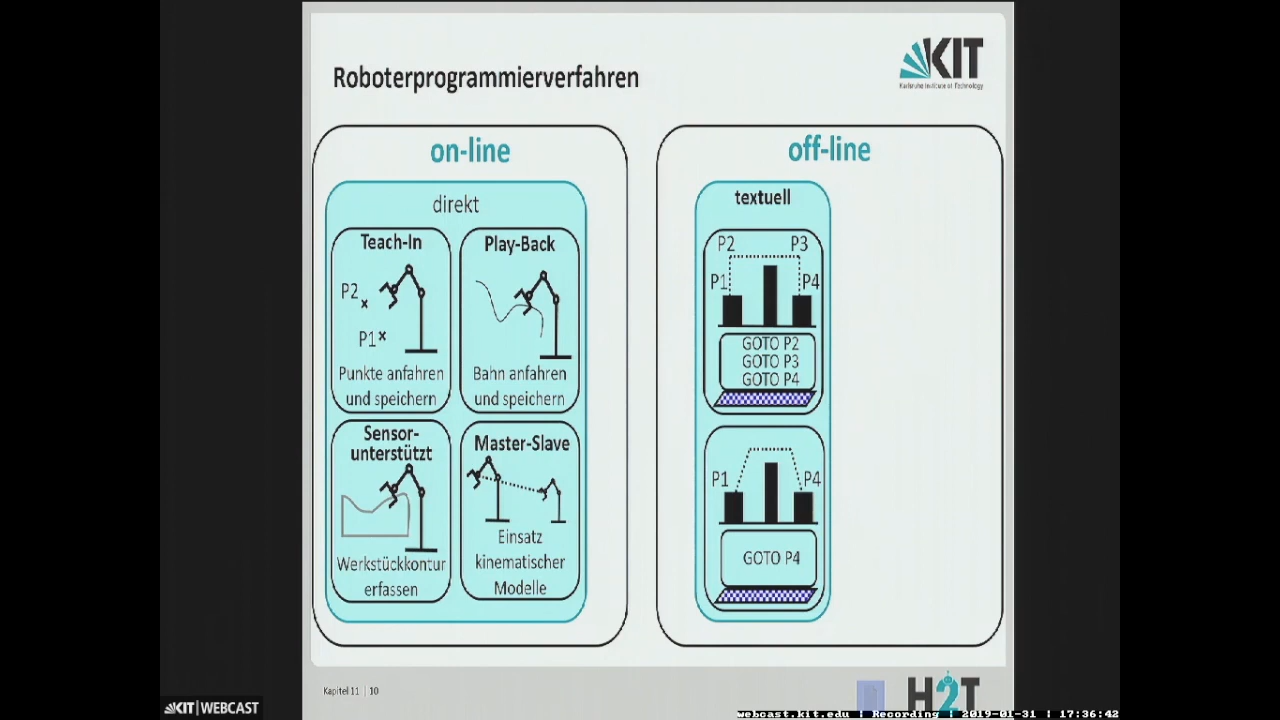 Roboterprogrammierverfahren
KIT
Karlsruhe Institute of Technology
on-line
direkt
Teach-In
P2
P1
Punkte anfahren
und speichern
Play-Back
Bahn anfahren
und speichern
Sensor-
unterstützt
Werkstückkontur
erfassen
Master-Slave
Einsatz
kinematischer
Modelle
off-line
textuell
P2 P3
P1 P4
GOTO P2
GOTO P3
GOTO P4
P1 P4
GOTO P4
Kapitel 11 | 10
H2T
KIT | WEBCAST
webcast.kit.edu | Recording | 2019-01-31 | 17:36:42